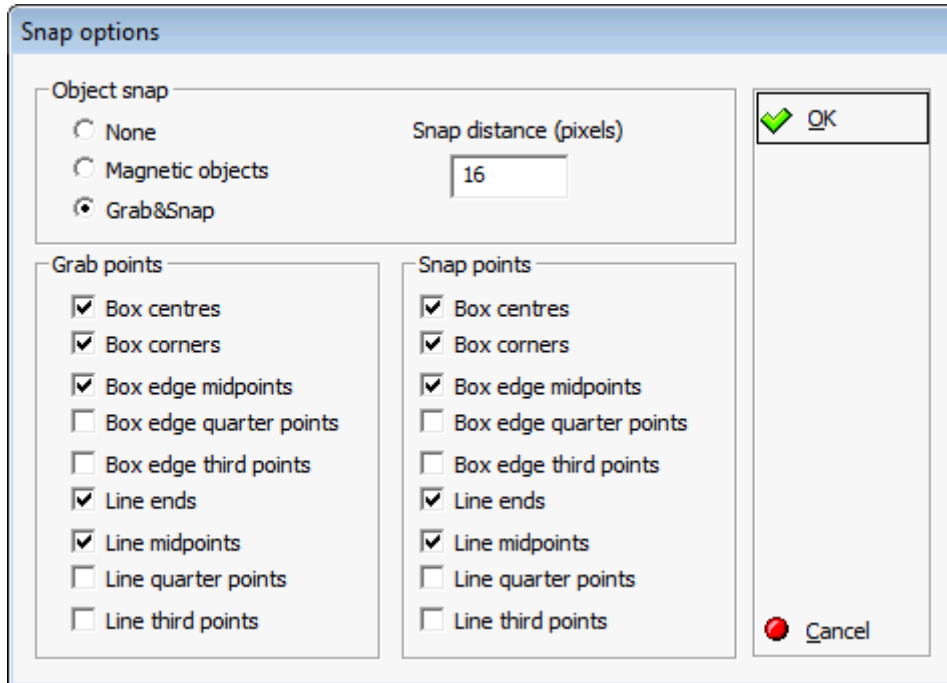 Snap options
Object snap
None
Magnetic objects
Grab&Snap
Snap distance (pixels)
16
OK
Grab points
Box centres
Box corners
Box edge midpoints
Box edge quarter points
Box edge third points
Line ends
Line midpoints
Line quarter points
Line third points
Snap points
Box centres
Box corners
Box edge midpoints
Box edge quarter points
Box edge third points
Line ends
Line midpoints
Line quarter points
Line third points
Cancel